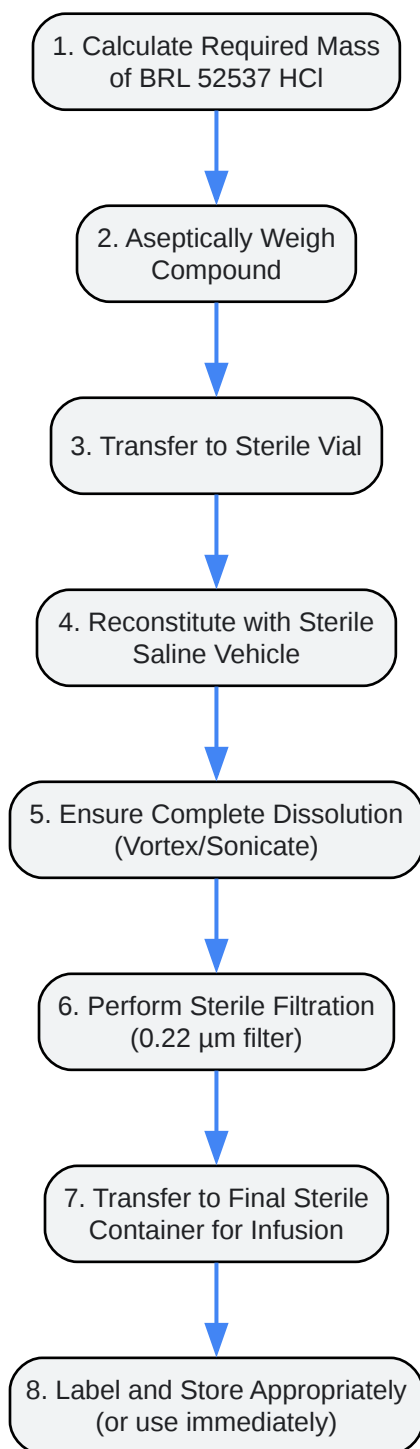 1. Calculate Required Mass
of BRL 52537 HCl
2. Aseptically Weigh
Compound
3. Transfer to Sterile Vial
4. Reconstitute with Sterile
Saline Vehicle
5. Ensure Complete Dissolution
(Vortex/Sonicate)
6. Perform Sterile Filtration
(0.22 µm filter)
7. Transfer to Final Sterile
Container for Infusion
8. Label and Store Appropriately
(or use immediately)